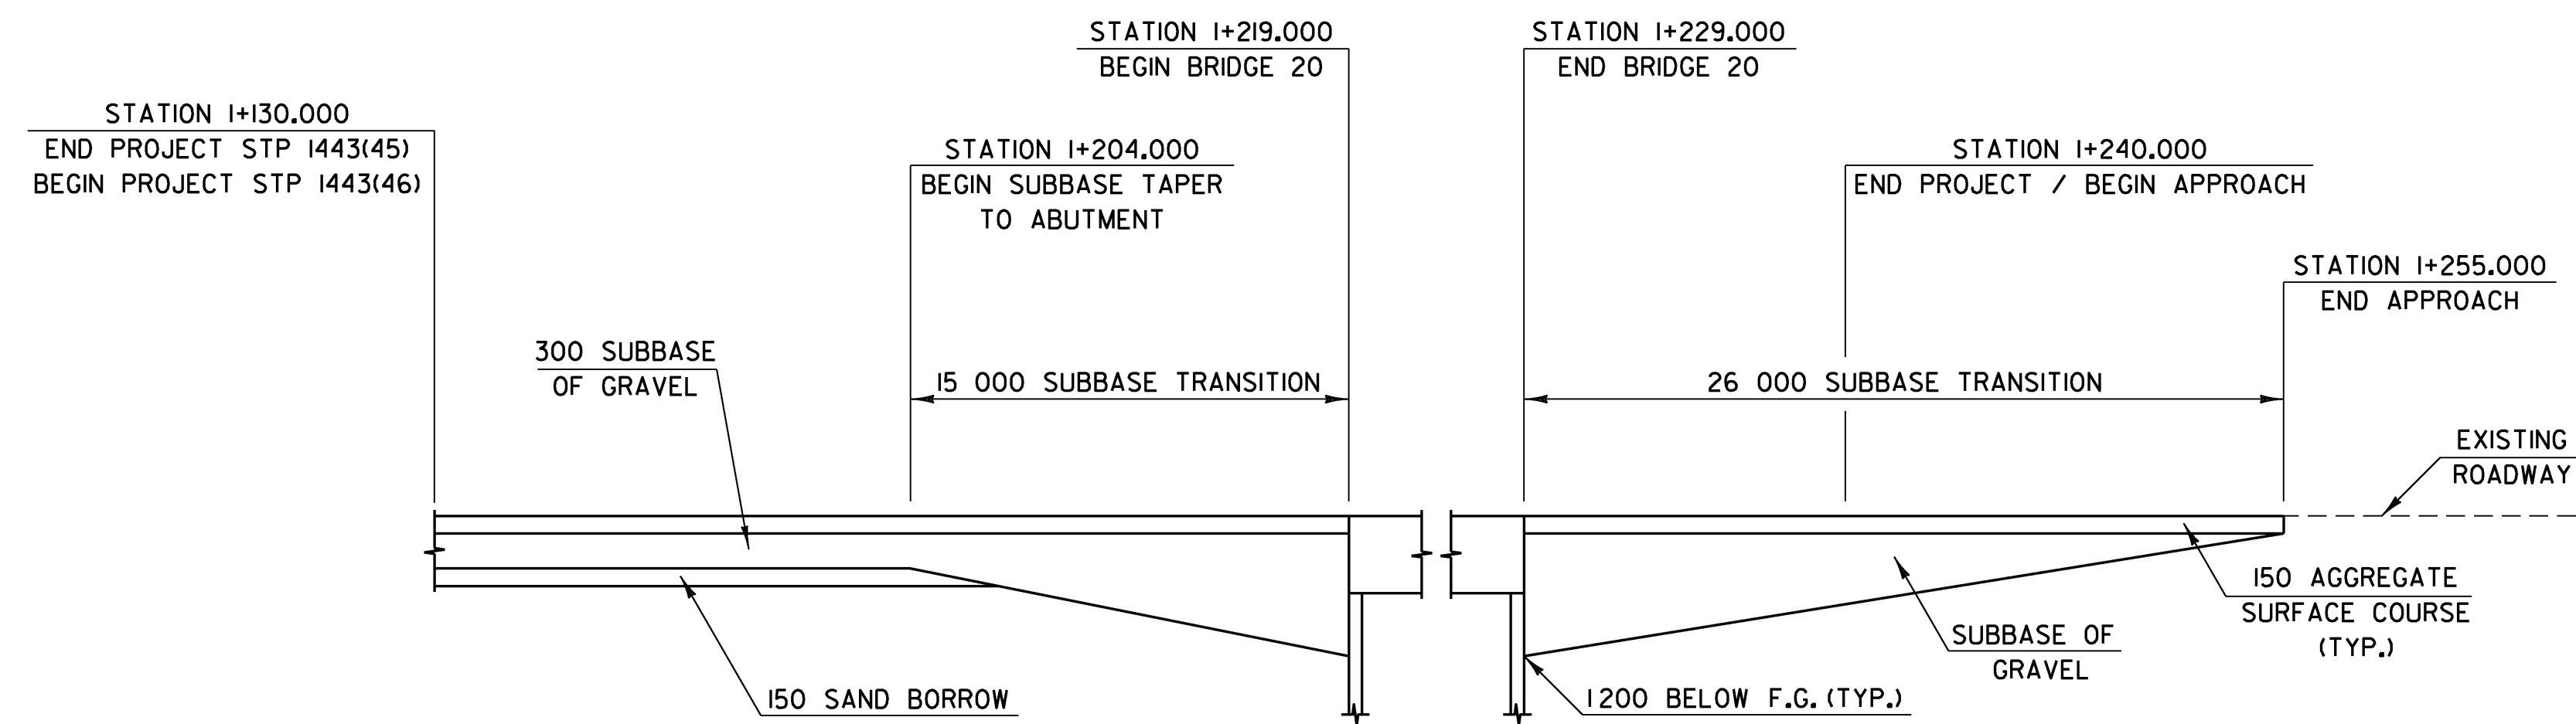 STATION 1+219.000
BEGIN BRIDGE 20
STATION 1+229.000
END BRIDGE 20
STATION 1+130.000
END PROJECT STP 1443(45)
BEGIN PROJECT STP 1443(46)
STATION 1+204.000
BEGIN SUBBASE TAPER
TO ABUTMENT
STATION 1+240.000
END PROJECT / BEGIN APPROACH
STATION 1+255.000
END APPROACH
300 SUBBASE
OF GRAVEL
15 000 SUBBASE TRANSITION
26 000 SUBBASE TRANSITION
EXISTING
ROADWAY
150 AGGREGATE
SURFACE COURSE
(TYP.)
SUBBASE OF
GRAVEL
150 SAND BORROW
1200 BELOW F.G. (TYP.)